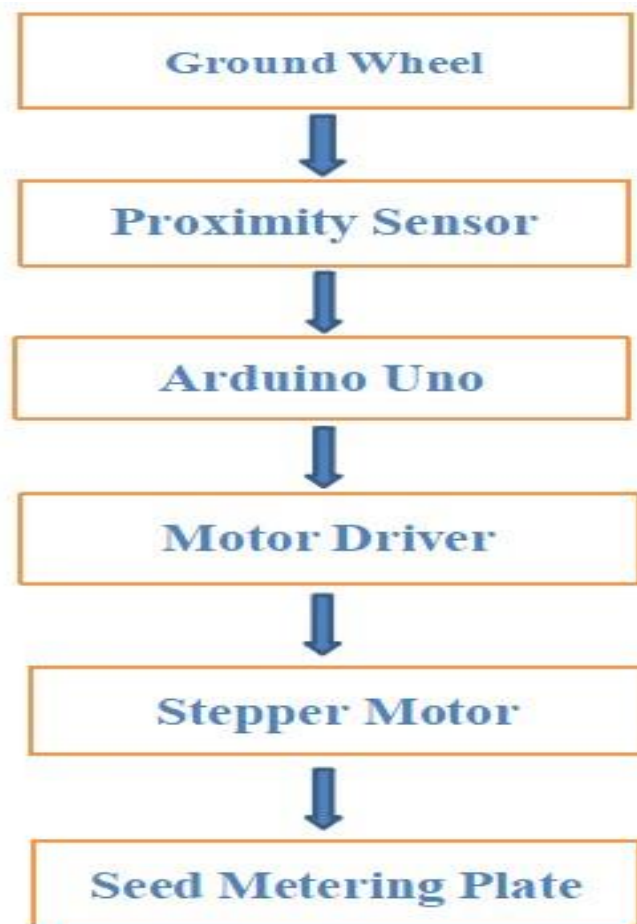 Ground Wheel
Proximity Sensor
Arduino Uno
Motor Driver
Stepper Motor
Seed Metering Plate